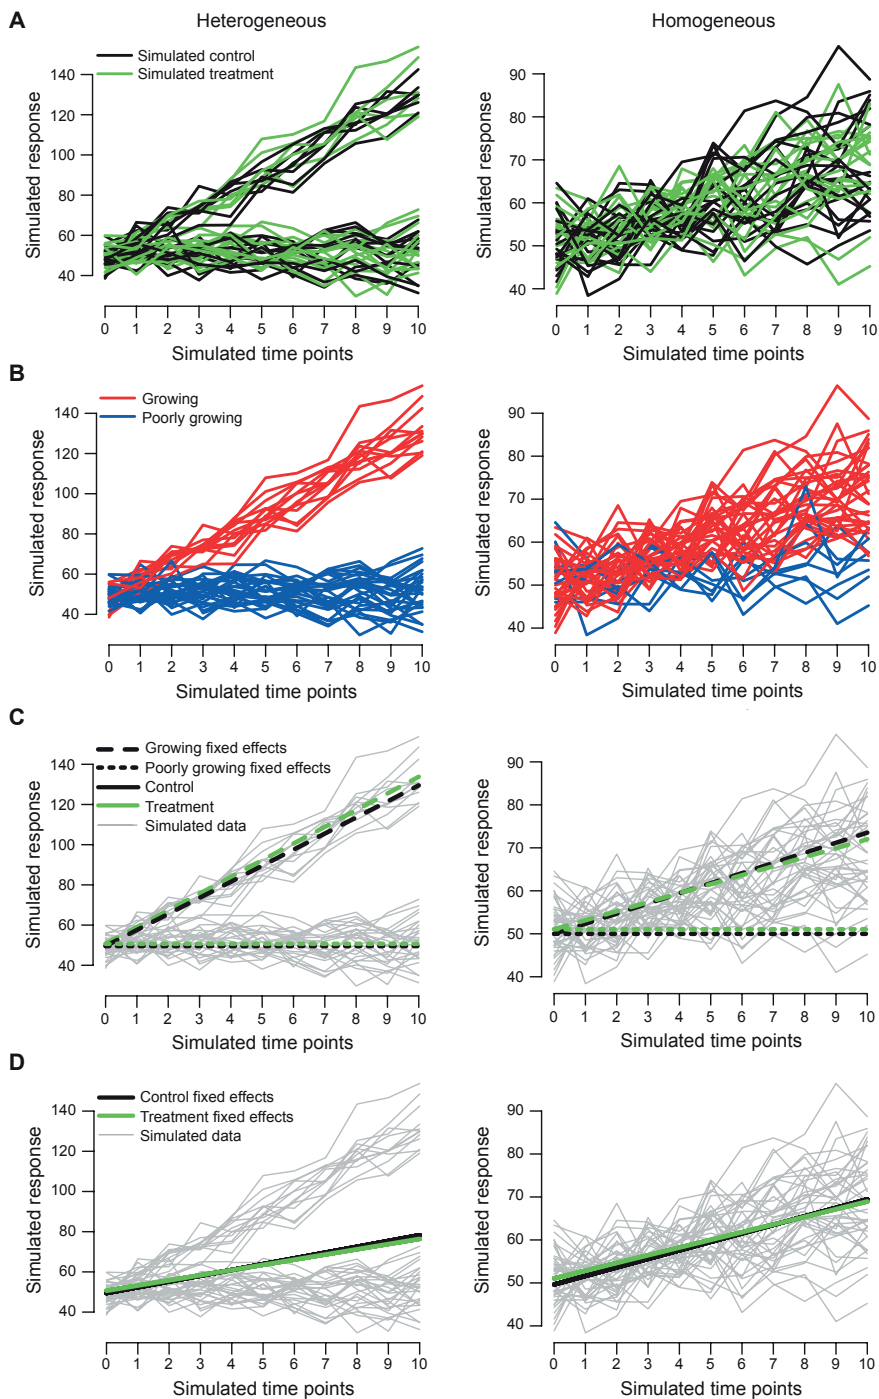 A
Heterogeneous
Homogeneous
Simulated control
Simulated treatment
Simulated response
140
120
100
80
60
40
0 1 2 3 4 5 6 7 8 9 10
Simulated time points
Simulated response
90
80
70
60
50
40
0 1 2 3 4 5 6 7 8 9 10
Simulated time points
B
Growing
Poorly growing
Simulated response
140
120
100
80
60
40
0 1 2 3 4 5 6 7 8 9 10
Simulated time points
Simulated response
90
80
70
60
50
40
0 1 2 3 4 5 6 7 8 9 10
Simulated time points
C
Growing fixed effects
Poorly growing fixed effects
Control
Treatment
Simulated data
Simulated response
140
120
100
80
60
40
0 1 2 3 4 5 6 7 8 9 10
Simulated time points
Simulated response
90
80
70
60
50
40
0 1 2 3 4 5 6 7 8 9 10
Simulated time points
D
Control fixed effects
Treatment fixed effects
Simulated data
Simulated response
140
120
100
80
60
40
0 1 2 3 4 5 6 7 8 9 10
Simulated time points
Simulated response
90
80
70
60
50
40
0 1 2 3 4 5 6 7 8 9 10
Simulated time points